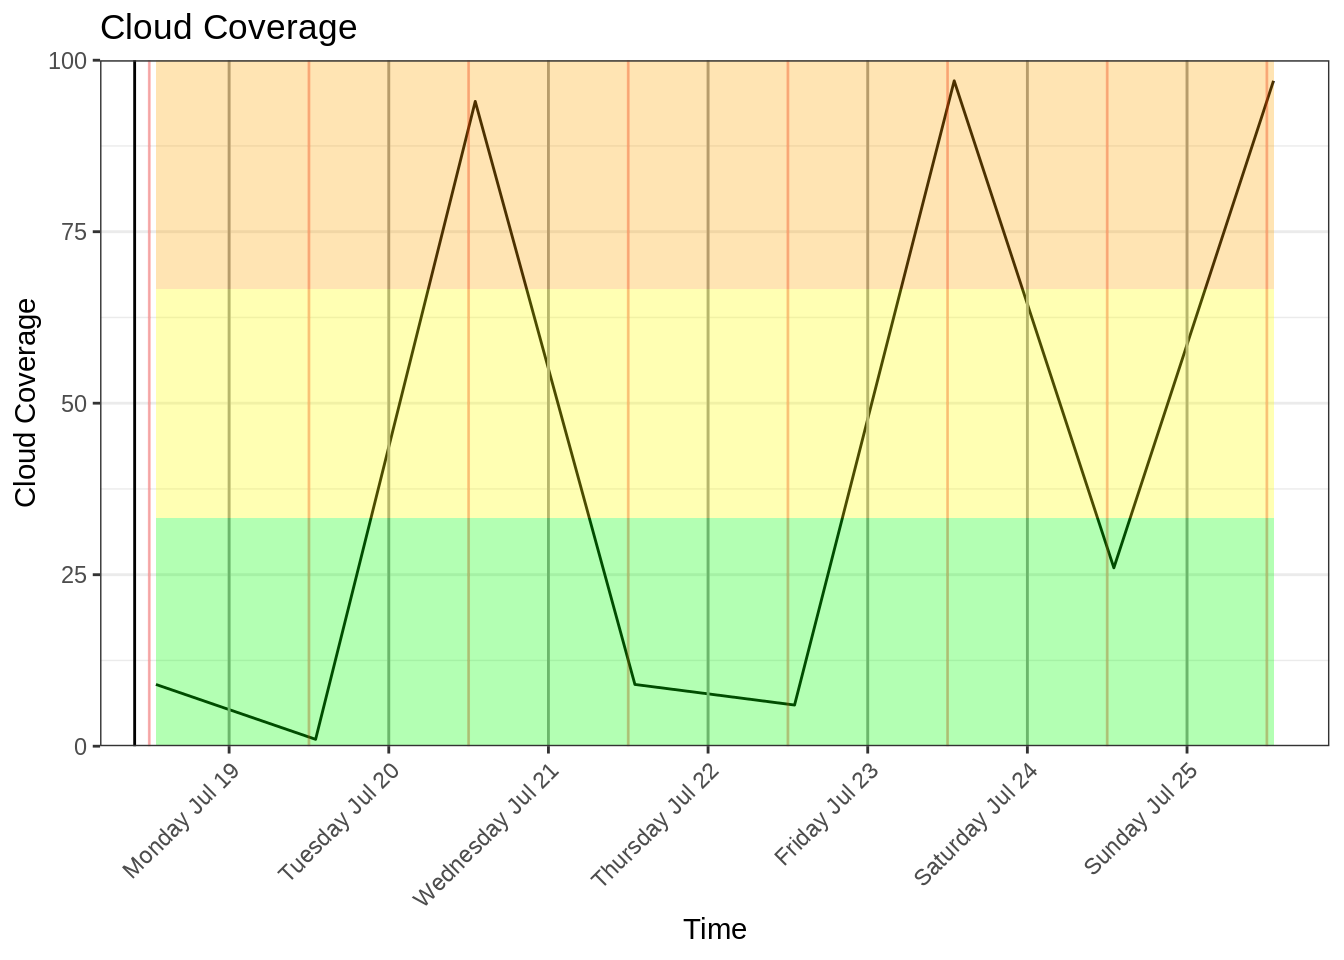 Cloud Coverage
100
75
50
25
0
Cloud Coverage
Monday Jul 19
Tuesday Jul 20
Wednesday Jul 21
Thursday Jul 22
Friday Jul 23
Saturday Jul 24
Sunday Jul 25
Time